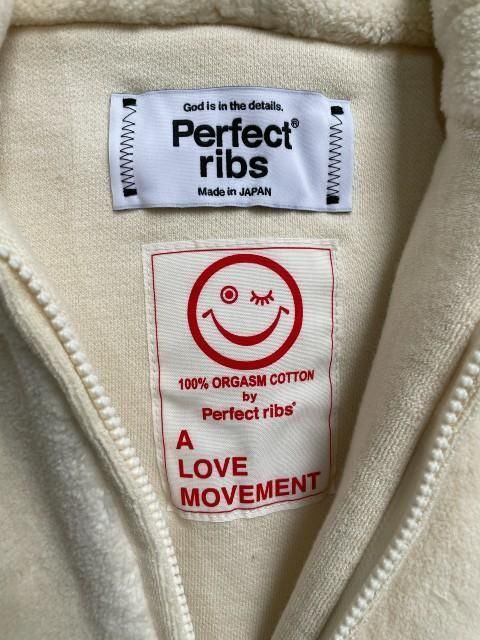 God is in the details.
Perfect®
ribs
Made in JAPAN
100% ORGASM COTTON
by
Perfect ribs®
A
LOVE
MOVEMENT